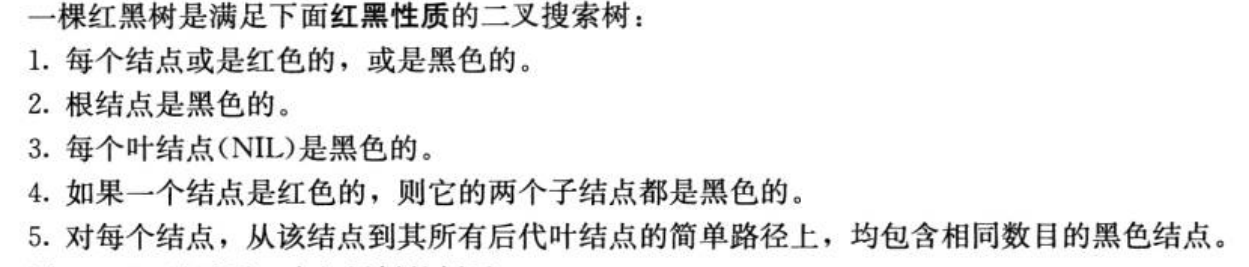 一棵红黑树是满足下面红黑性质的二叉搜索树：
1. 每个结点或是红色的，或是黑色的。
2. 根结点是黑色的。
3. 每个叶结点(NIL)是黑色的。
4. 如果一个结点是红色的，则它的两个子结点都是黑色的。
5. 对每个结点，从该结点到其所有后代叶结点的简单路径上，均包含相同数目的黑色结点。